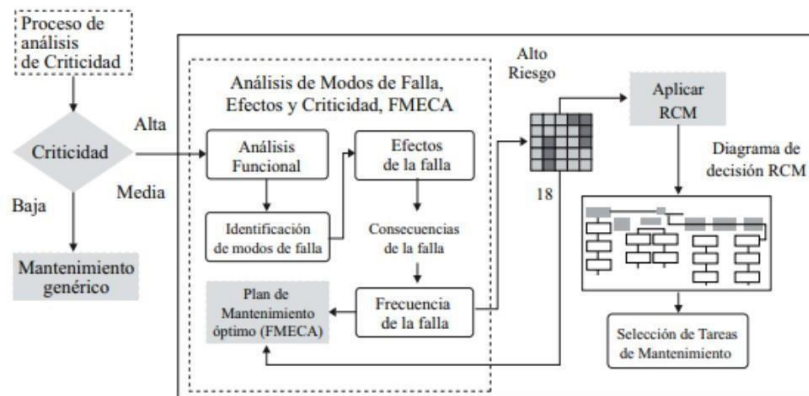 Proceso de
análisis
de Criticidad
Criticidad
Alta
Media
Baja
Mantenimiento
genérico
Análisis de Modos de Falla,
Efectos y Criticidad, FMECA
Análisis
Funcional
Identificación
de modos de falla
Efectos
de la falla
Consecuencias
de la falla
Frecuencia
de la falla
Plan de
Mantenimiento
óptimo (FMECA)
Alto
Riesgo
18
Aplicar
RCM
Diagrama de
decisión RCM
Selección de Tareas
de Mantenimiento